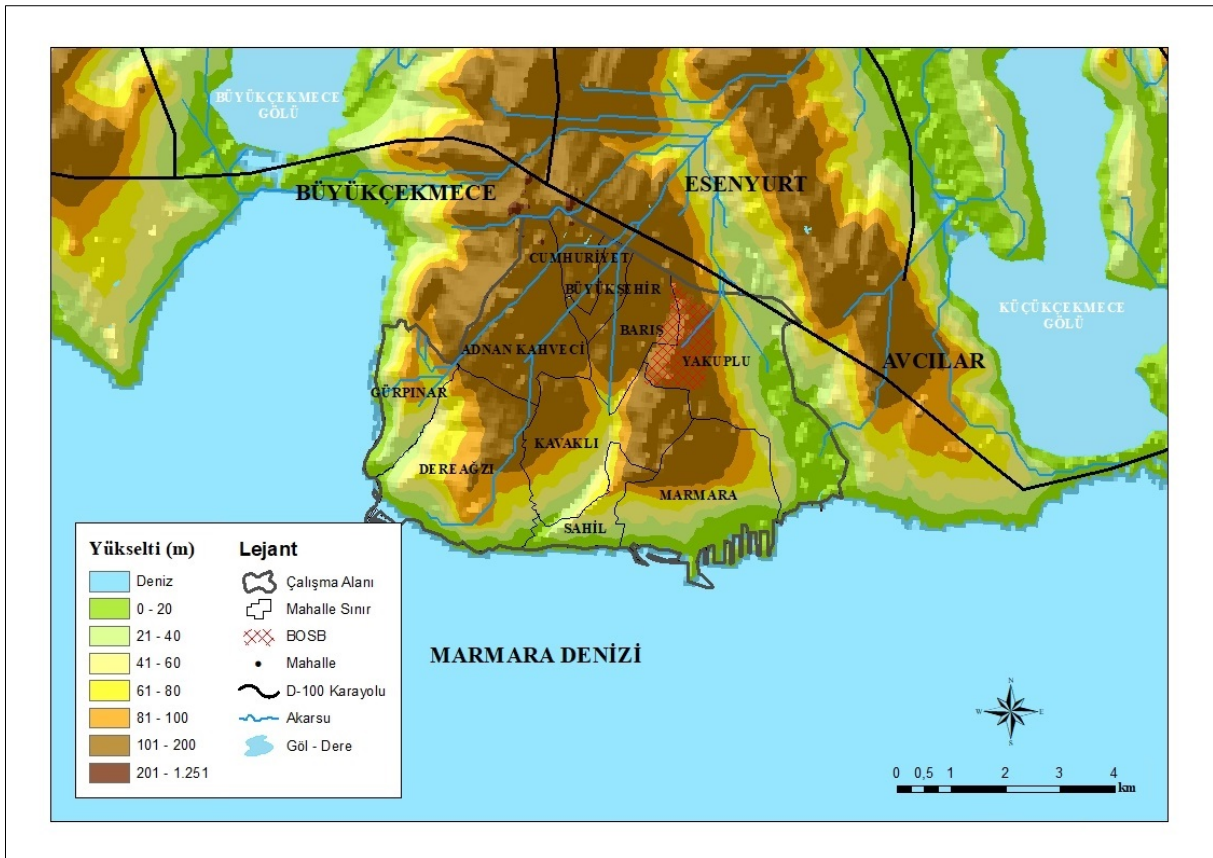 BÜYÜKÇEKMECE
GÖLÜ
BÜYÜKÇEKMECE
ESENYURT
CUMHURİYET
BÜYÜKŞEHİR
KÜÇÜKÇEKMECE
GÖLÜ
BARIŞ
ADNAN KAHVECİ
YAKUPLU
AVCILAR
GÜRPINAR
KAVAKLI
DEREAĞZI
MARMARA
SAHİL
MARMARA DENİZİ
Yükselti (m)
Deniz
0 - 20
21 - 40
41 - 60
61 - 80
81 - 100
101 - 200
201 - 1.251
Lejant
Çalışma Alanı
Mahalle Sınır
BOSB
Mahalle
D-100 Karayolu
Akarsu
Göl - Dere
N
W E
S
0 0,5 1 2 3 4
km